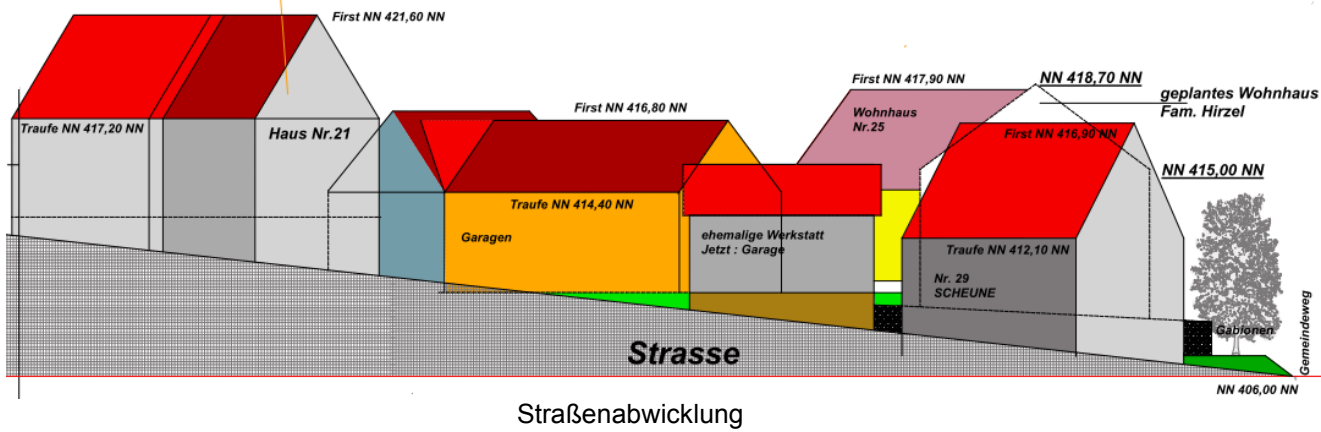 First NN 421,60 NN
Traufe NN 417,20 NN
Haus Nr.21
First NN 416,80 NN
Traufe NN 414,40 NN
Garagen
ehemalige Werkstatt
Jetzt : Garage
First NN 417,90 NN
Wohnhaus
Nr.25
NN 418,70 NN
geplantes Wohnhaus
Fam. Hirzel
First NN 416,90 NN
NN 415,00 NN
Traufe NN 412,10 NN
Nr. 29
SCHEUNE
Gabionen
Gemeindeweg
Strasse
NN 406,00 NN
Straßenabwicklung